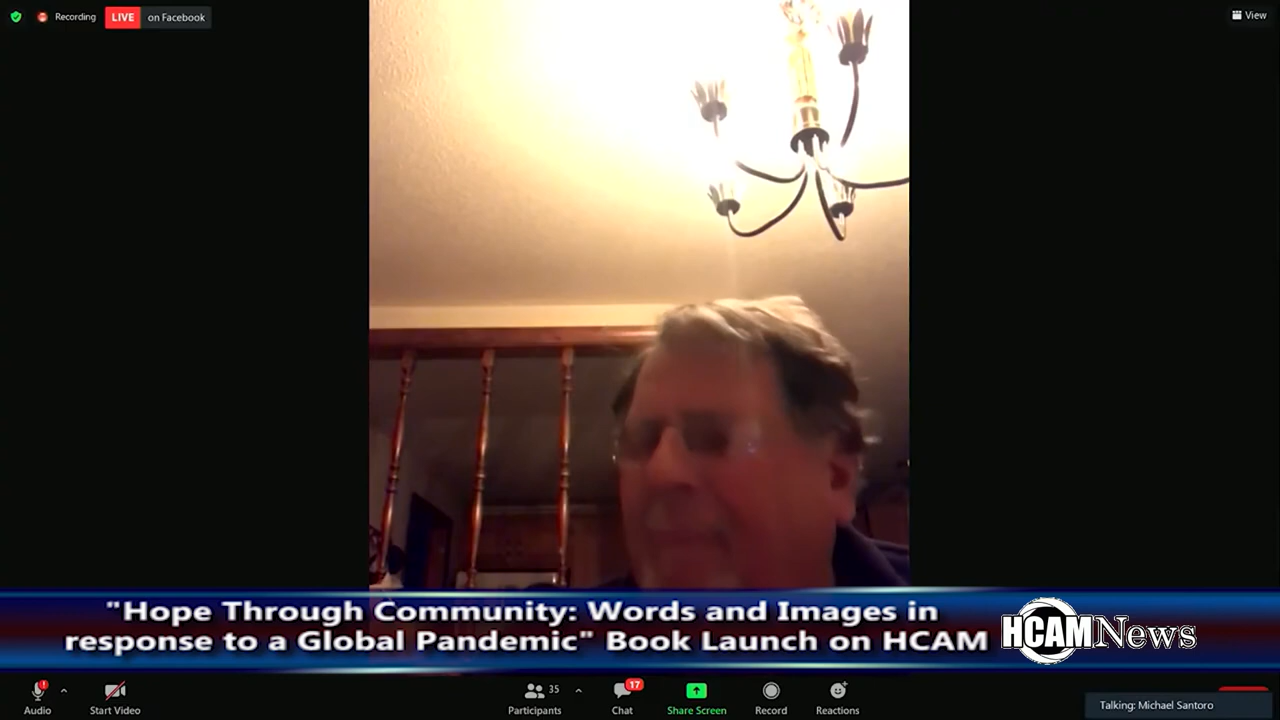 Recording
LIVE
on Facebook
View
"Hope Through Community: Words and Images in
response to a Global Pandemic" Book Launch on HCAM
HCAMNews
Audio
Start Video
35
Participants
17
Chat
Share Screen
Record
Reactions
Talking: Michael Santoro